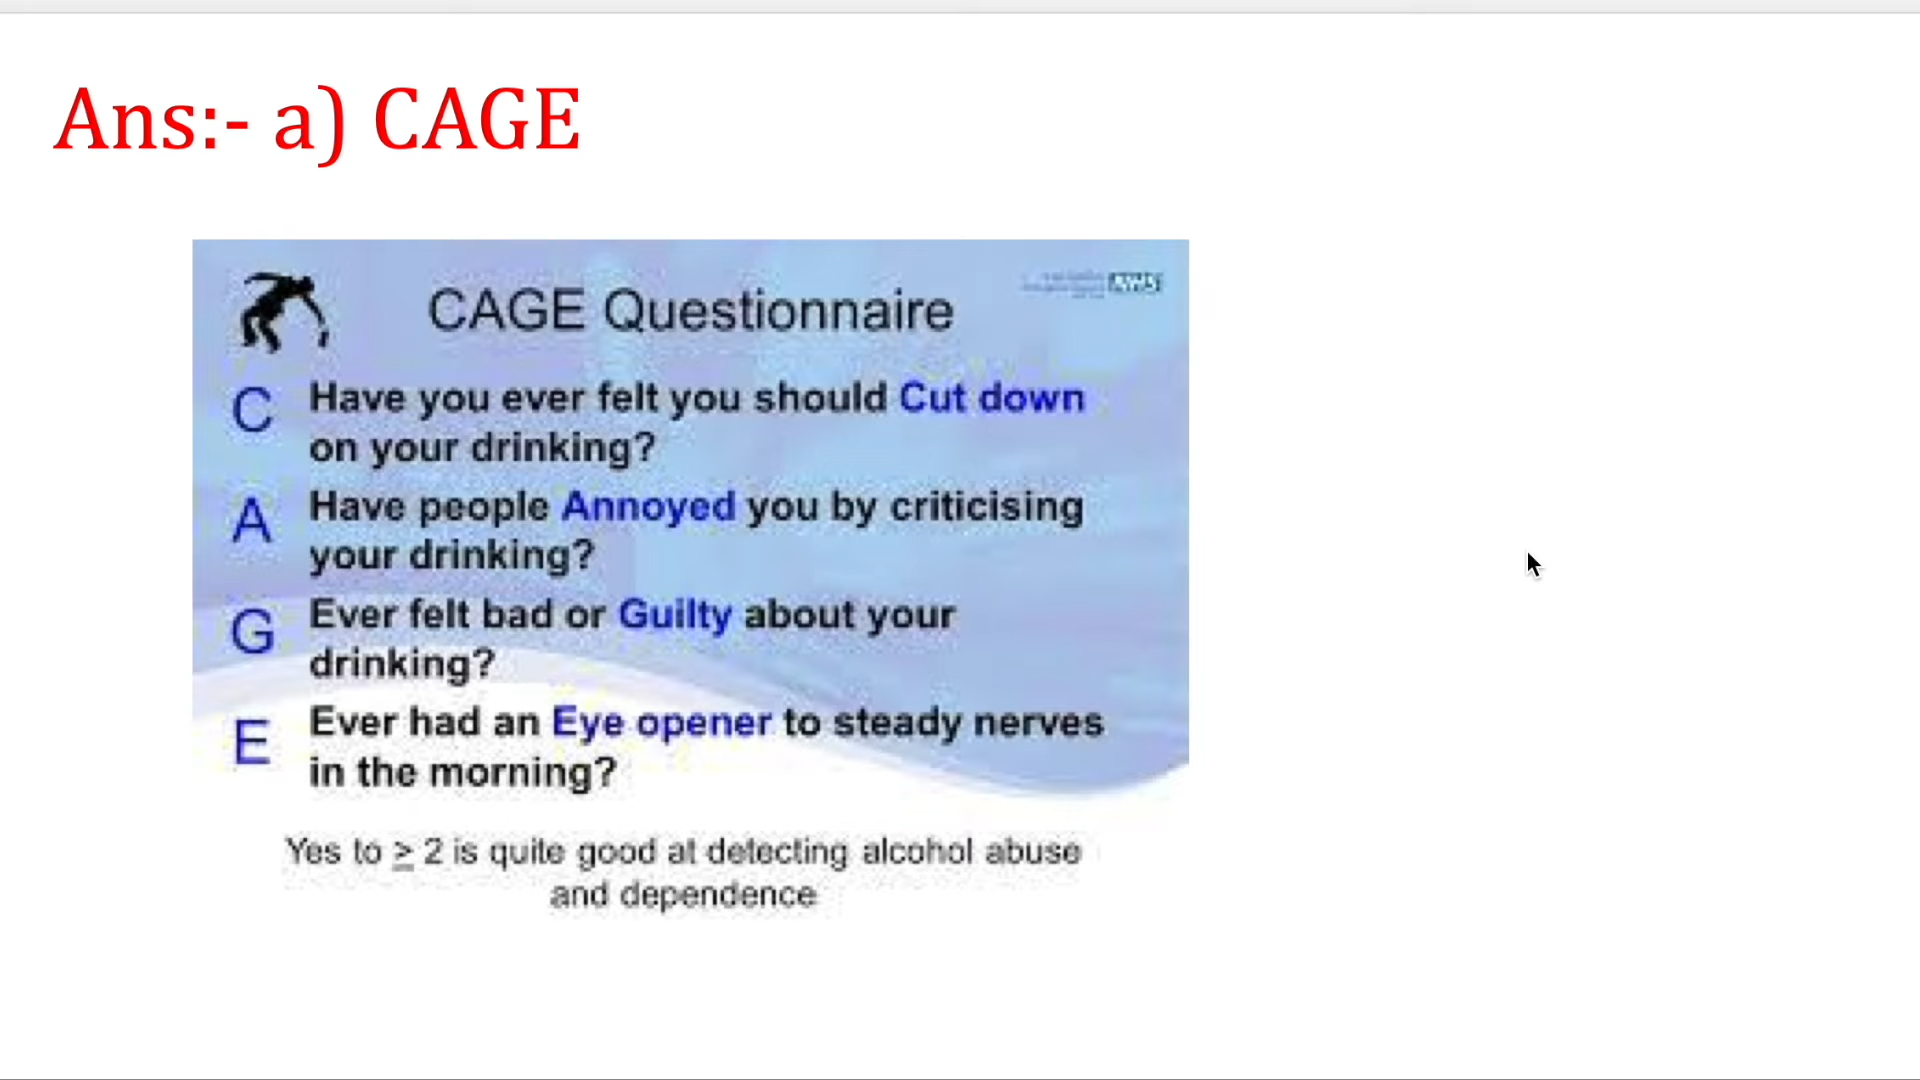 Ans:- a) CAGE
CAGE Questionnaire
NHS
C Have you ever felt you should Cut down
on your drinking?
A Have people Annoyed you by criticising
your drinking?
G Ever felt bad or Guilty about your
drinking?
E Ever had an Eye opener to steady nerves
in the morning?
Yes to ≥ 2 is quite good at detecting alcohol abuse
and dependence